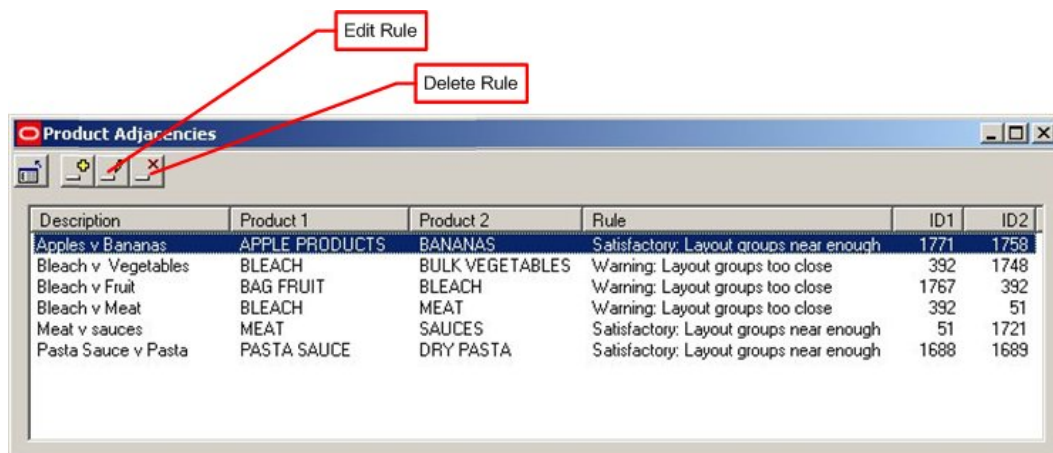 Edit Rule
Delete Rule
Product Adjacencies
Description Product 1 Product 2 Rule ID1 ID2
Apples v Bananas APPLE PRODUCTS BANANAS Satisfactory: Layout groups near enough 1771 1758
Bleach v Vegetables BLEACH BULK VEGETABLES Warning: Layout groups too close 392 1748
Bleach v Fruit BAG FRUIT BLEACH Warning: Layout groups too close 1767 392
Bleach v Meat BLEACH MEAT Warning: Layout groups too close 392 51
Meat v sauces MEAT SAUCES Satisfactory: Layout groups near enough 51 1721
Pasta Sauce v Pasta PASTA SAUCE DRY PASTA Satisfactory: Layout groups near enough 1688 1689